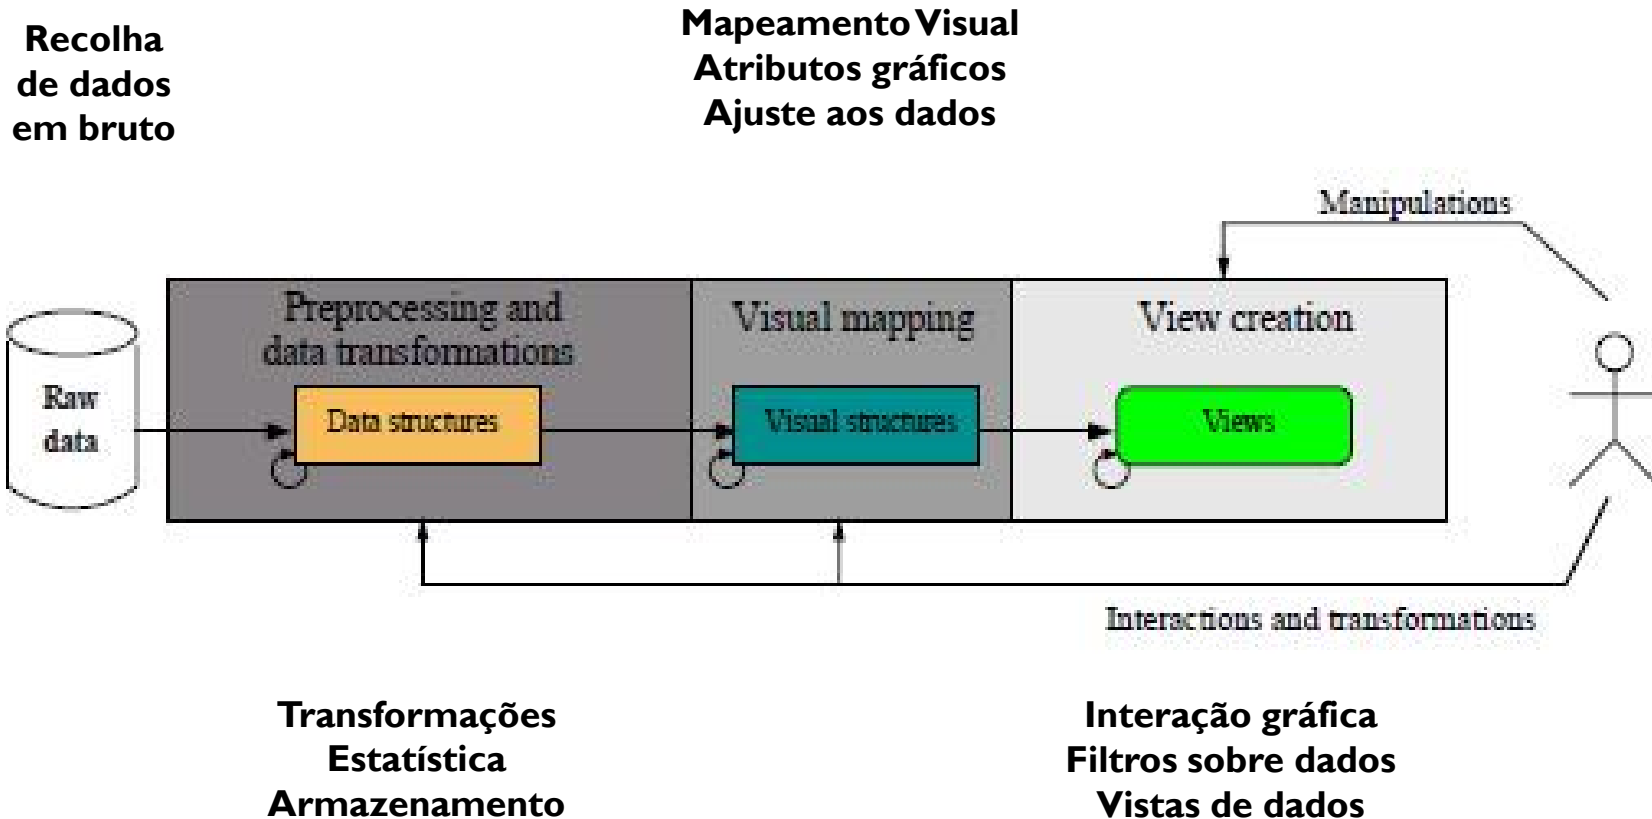 Recolha
de dados
em bruto
Mapeamento Visual
Atributos gráficos
Ajuste aos dados
Manipulations
Preprocessing and
data transformations
Visual mapping
View creation
Raw
data
Data structures
Visual structures
Views
Interactions and transformations
Transformações
Estatística
Armazenamento
Interação gráfica
Filtros sobre dados
Vistas de dados